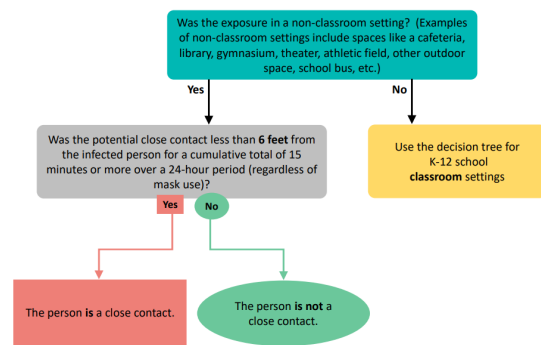 Was the exposure in a non-classroom setting?  (Examples
of non-classroom settings include spaces like a cafeteria,
library, gymnasium, theater, athletic field, other outdoor
space, school bus, etc.)
Yes
No
Was the potential close contact less than 6 feet from
the infected person for a cumulative total of 15
minutes or more over a 24-hour period (regardless of
mask use)?
Use the decision tree for
K-12 school
classroom settings
Yes
No
The person is a close contact.
The person is not a
close contact.